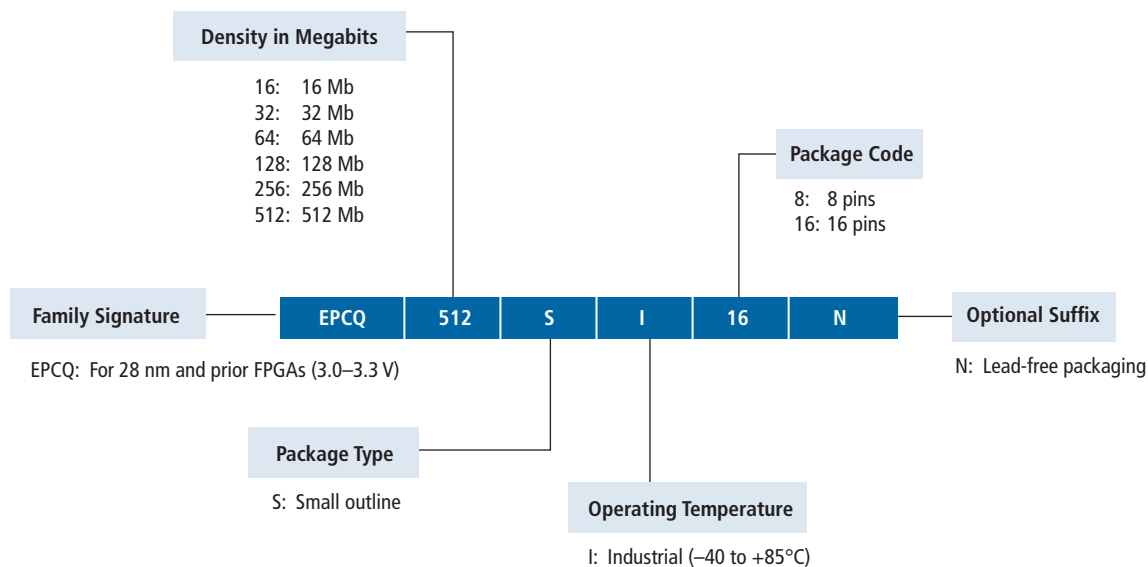 Density in Megabits
16: 16 Mb
32: 32 Mb
64: 64 Mb
128: 128 Mb
256: 256 Mb
512: 512 Mb
Package Code
8: 8 pins
16: 16 pins
Family Signature
EPCQ 512 S I 16 N
Optional Suffix
EPCQ: For 28 nm and prior FPGAs (3.0–3.3 V)
N: Lead-free packaging
Package Type
S: Small outline
Operating Temperature
I: Industrial (–40 to +85°C)